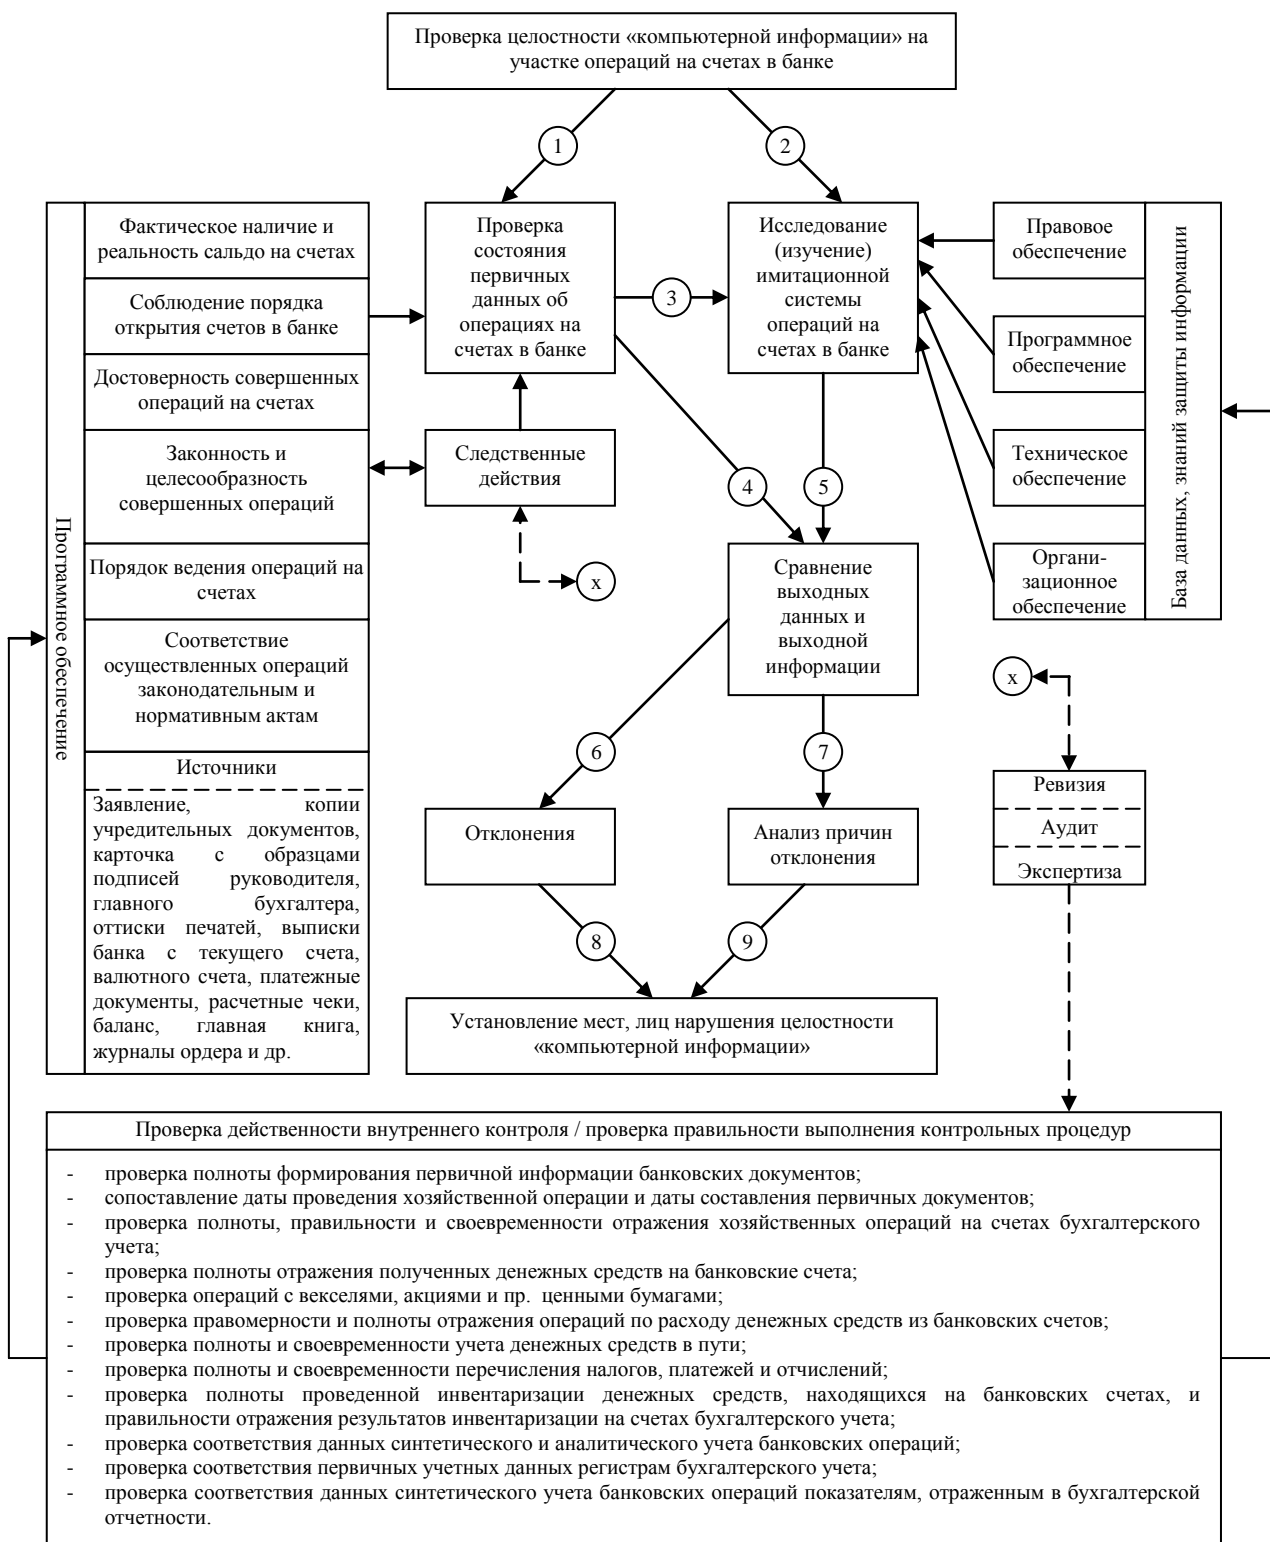 Проверка целостности «компьютерной информации» на
участке операций на счетах в банке
1
2
Программное обеспечение
Фактическое наличие и
реальность сальдо на счетах
Соблюдение порядка
открытия счетов в банке
Достоверность совершенных
операций на счетах
Законность и
целесообразность
совершенных операций
Порядок ведения операций на
счетах
Соответствие
осуществленных операций
законодательным и
нормативным актам
Источники
Заявление, копии
учредительных документов,
карточка с образцами
подписей руководителя,
главного бухгалтера,
оттиски печатей, выписки
банка с текущего счета,
валютного счета, платежные
документы, расчетные чеки,
баланс, главная книга,
журналы ордера и др.
Проверка
состояния
первичных
данных об
операциях на
счетах в банке
3
Исследование
(изучение)
имитационной
системы
операций на
счетах в банке
Правовое
обеспечение
Программное
обеспечение
Техническое
обеспечение
Органи-
зационное
обеспечение
База данных, знаний защиты информации
Следственные
действия
x
4
5
Сравнение
выходных
данных и
выходной
информации
x
6
7
Ревизия
Аудит
Экспертиза
Отклонения
Анализ причин
отклонения
8
9
Установление мест, лиц нарушения целостности
«компьютерной информации»
Проверка действенности внутреннего контроля / проверка правильности выполнения контрольных процедур
- проверка полноты формирования первичной информации банковских документов;
- сопоставление даты проведения хозяйственной операции и даты составления первичных документов;
- проверка полноты, правильности и своевременности отражения хозяйственных операций на счетах бухгалтерского
учета;
- проверка полноты отражения полученных денежных средств на банковские счета;
- проверка операций с векселями, акциями и пр. ценными бумагами;
- проверка правомерности и полноты отражения операций по расходу денежных средств из банковских счетов;
- проверка полноты и своевременности учета денежных средств в пути;
- проверка полноты и своевременности перечисления налогов, платежей и отчислений;
- проверка полноты проведенной инвентаризации денежных средств, находящихся на банковских счетах, и
правильности отражения результатов инвентаризации на счетах бухгалтерского учета;
- проверка соответствия данных синтетического и аналитического учета банковских операций;
- проверка соответствия первичных учетных данных регистрам бухгалтерского учета;
- проверка соответствия данных синтетического учета банковских операций показателям, отраженным в бухгалтерской
отчетности.